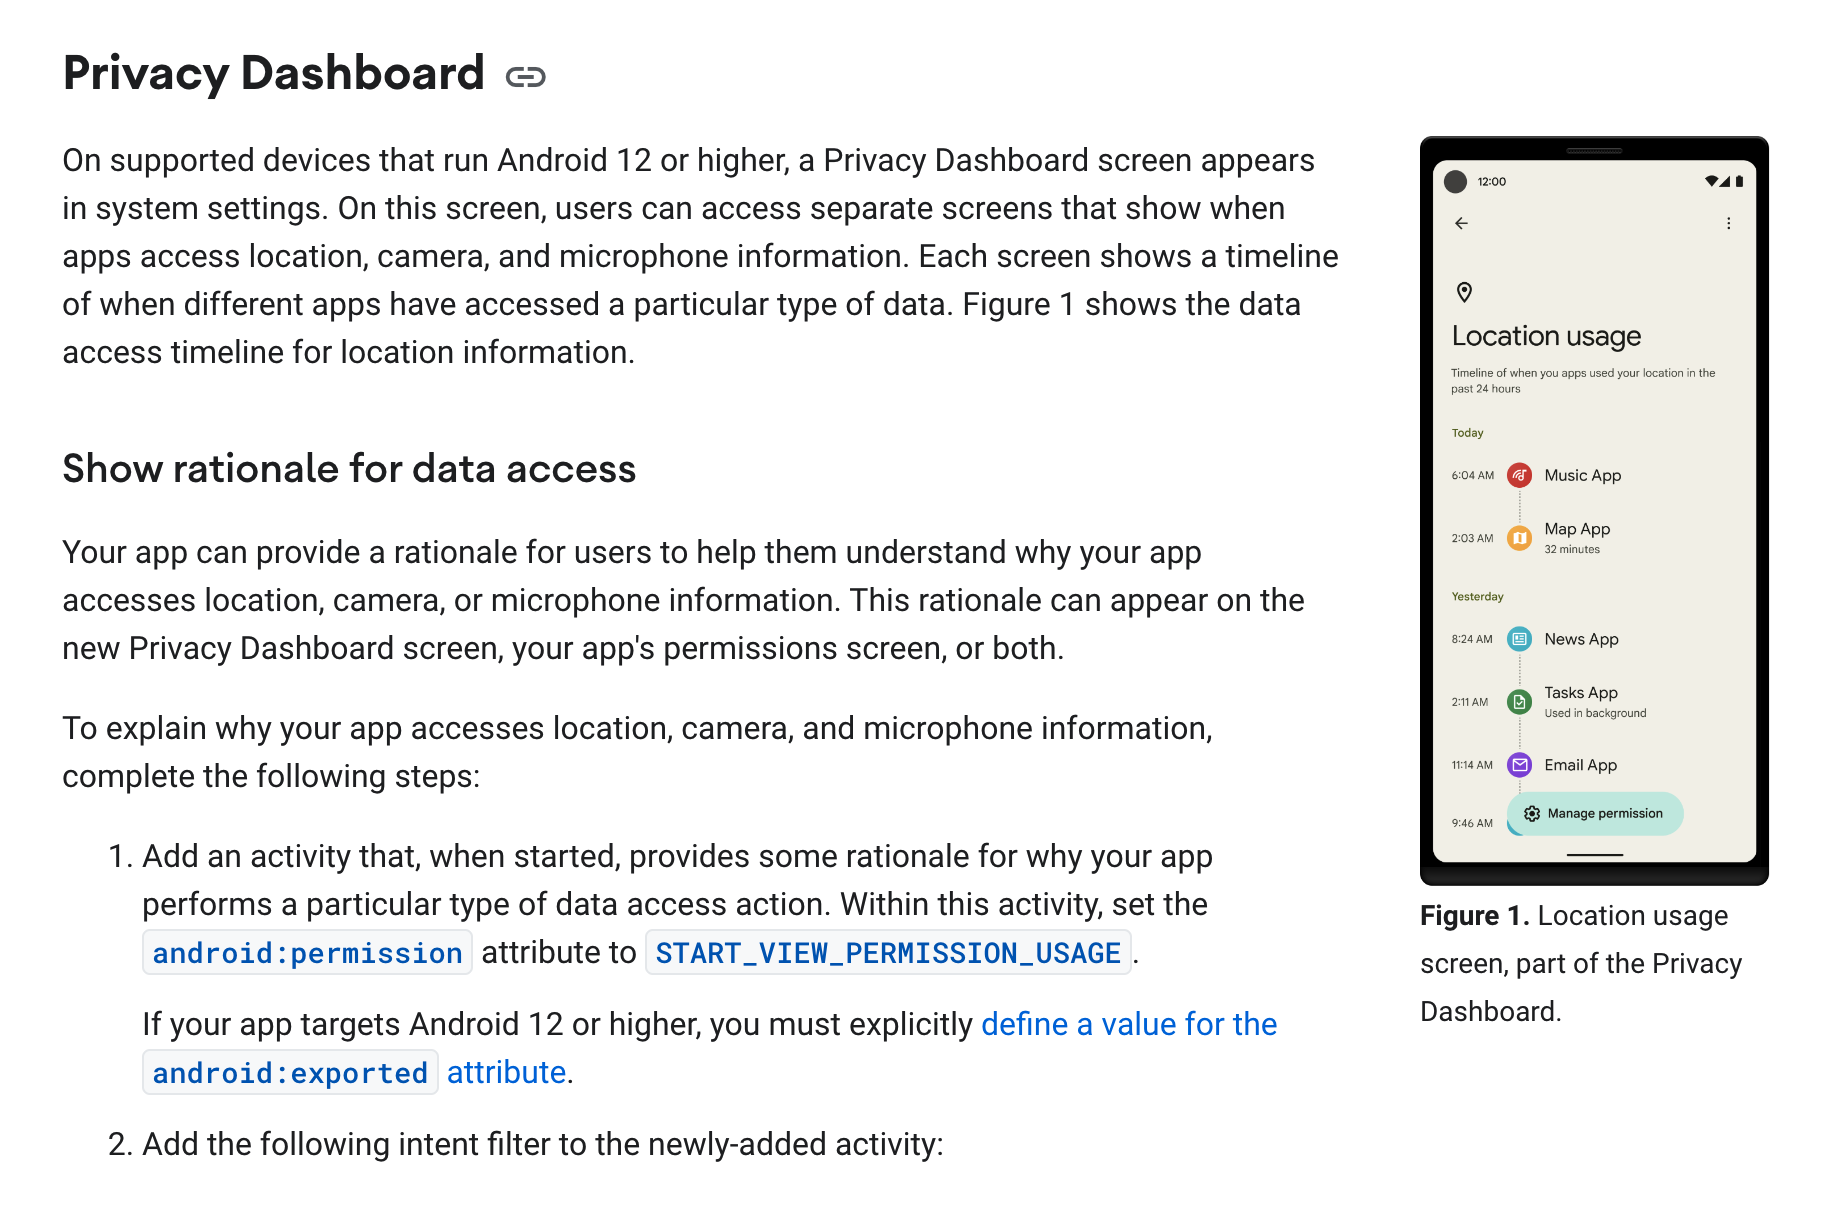 Privacy Dashboard
On supported devices that run Android 12 or higher, a Privacy Dashboard screen appears
in system settings. On this screen, users can access separate screens that show when
apps access location, camera, and microphone information. Each screen shows a timeline
of when different apps have accessed a particular type of data. Figure 1 shows the data
access timeline for location information.
Show rationale for data access
Your app can provide a rationale for users to help them understand why your app
accesses location, camera, or microphone information. This rationale can appear on the
new Privacy Dashboard screen, your app's permissions screen, or both.
To explain why your app accesses location, camera, and microphone information,
complete the following steps:
1. Add an activity that, when started, provides some rationale for why your app
performs a particular type of data access action. Within this activity, set the
android:permission attribute to START_VIEW_PERMISSION_USAGE.
If your app targets Android 12 or higher, you must explicitly define a value for the
android:exported attribute.
2. Add the following intent filter to the newly-added activity:
12:00
Location usage
Timeline of when you apps used your location in the
past 24 hours
Today
6:04 AM Music App
2:03 AM Map App
32 minutes
Yesterday
8:24 AM News App
2:11 AM Tasks App
Used in background
11:14 AM Email App
Manage permission
9:46 AM
Figure 1. Location usage
screen, part of the Privacy
Dashboard.